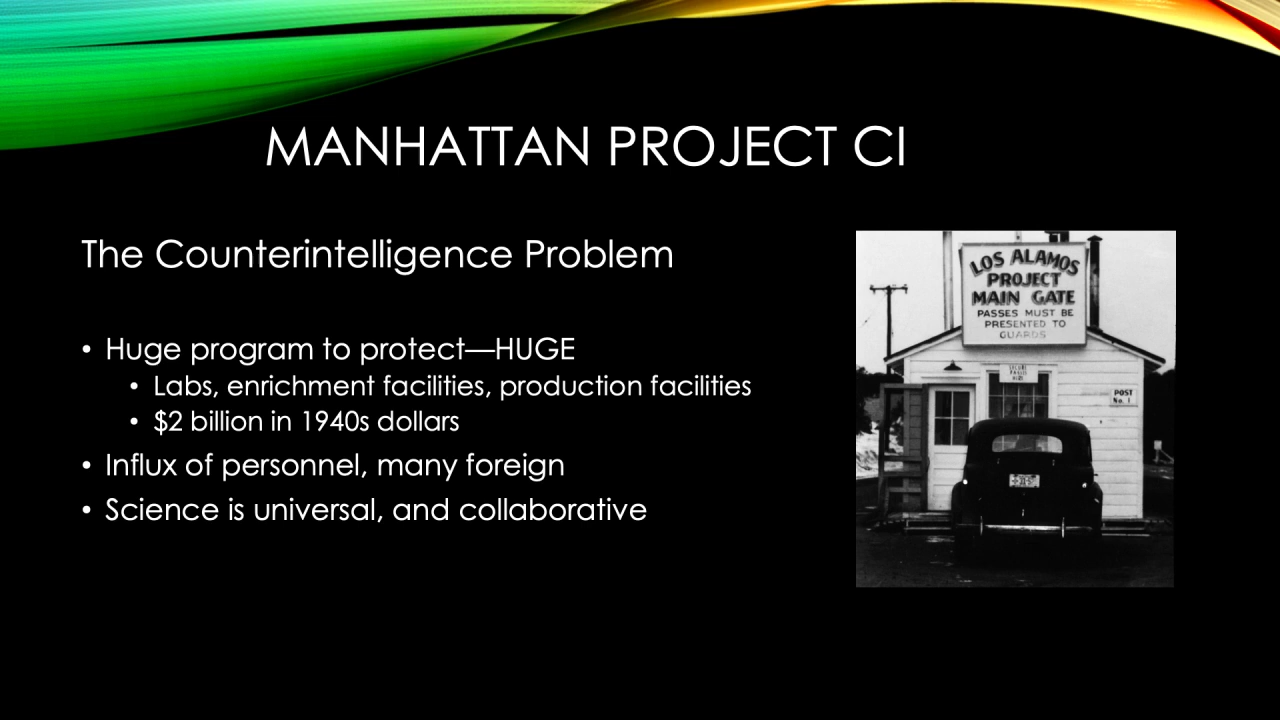 MANHATTAN PROJECT CI
The Counterintelligence Problem
• Huge program to protect—HUGE
• Labs, enrichment facilities, production facilities
• $2 billion in 1940s dollars
• Influx of personnel, many foreign
• Science is universal, and collaborative
LOS ALAMOS
PROJECT
MAIN GATE
PASSES MUST BE
PRESENTED TO
GUARDS
POST
No. 1